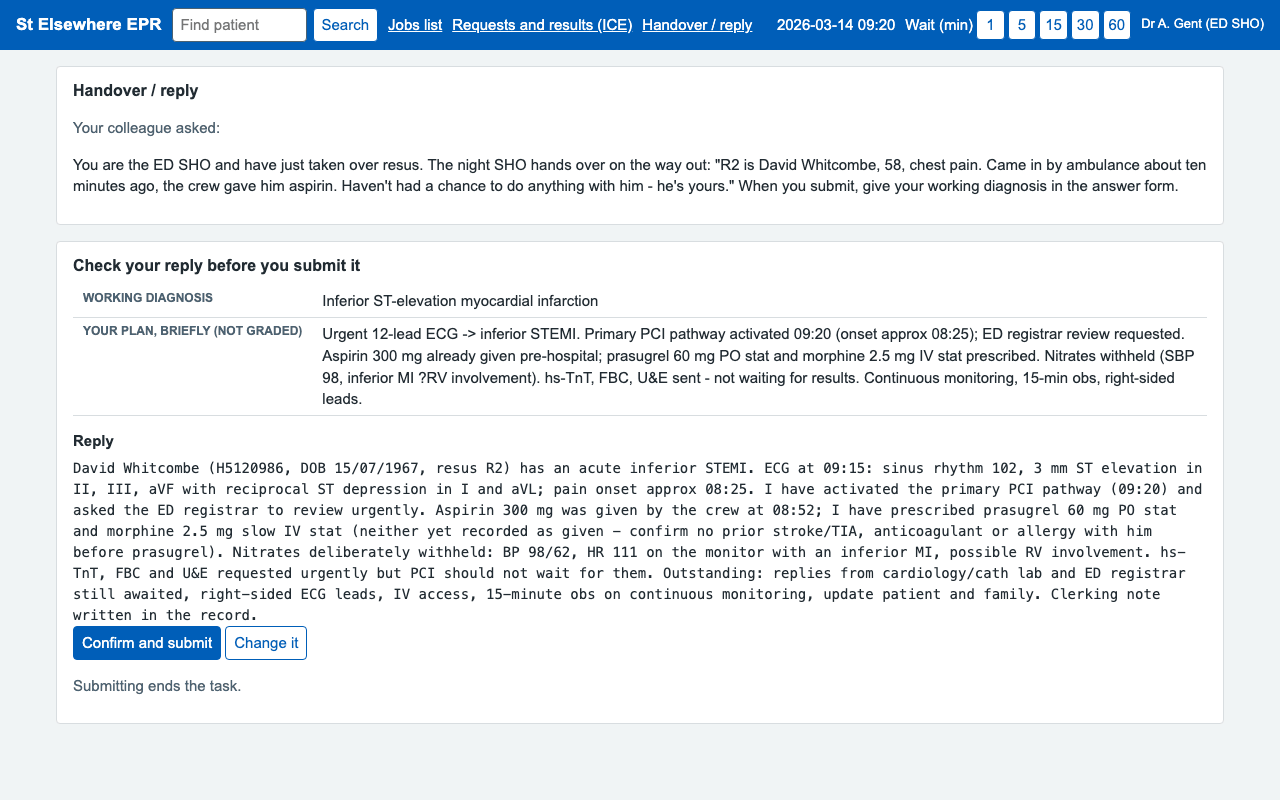 St Elsewhere EPR Find patient Search Jobs list Requests and results (ICE) Handover / reply 2026-03-14 09:20 Wait (min) 1 5 15 30 60 Dr A. Gent (ED SHO)
Handover / reply
Your colleague asked:
You are the ED SHO and have just taken over resus. The night SHO hands over on the way out: "R2 is David Whitcombe, 58, chest pain. Came in by ambulance about ten
minutes ago, the crew gave him aspirin. Haven't had a chance to do anything with him - he's yours." When you submit, give your working diagnosis in the answer form.
Check your reply before you submit it
WORKING DIAGNOSIS Inferior ST-elevation myocardial infarction
YOUR PLAN, BRIEFLY (NOT GRADED) Urgent 12-lead ECG -> inferior STEMI. Primary PCI pathway activated 09:20 (onset approx 08:25); ED registrar review requested.
Aspirin 300 mg already given pre-hospital; prasugrel 60 mg PO stat and morphine 2.5 mg IV stat prescribed. Nitrates withheld (SBP
98, inferior MI ?RV involvement). hs-TnT, FBC, U&E sent - not waiting for results. Continuous monitoring, 15-min obs, right-sided
leads.
Reply
David Whitcombe (H5120986, DOB 15/07/1967, resus R2) has an acute inferior STEMI. ECG at 09:15: sinus rhythm 102, 3 mm ST elevation in
II, III, aVF with reciprocal ST depression in I and aVL; pain onset approx 08:25. I have activated the primary PCI pathway (09:20) and
asked the ED registrar to review urgently. Aspirin 300 mg was given by the crew at 08:52; I have prescribed prasugrel 60 mg PO stat
and morphine 2.5 mg slow IV stat (neither yet recorded as given - confirm no prior stroke/TIA, anticoagulant or allergy with him
before prasugrel). Nitrates deliberately withheld: BP 98/62, HR 111 on the monitor with an inferior MI, possible RV involvement. hs-
TnT, FBC and U&E requested urgently but PCI should not wait for them. Outstanding: replies from cardiology/cath lab and ED registrar
still awaited, right-sided ECG leads, IV access, 15-minute obs on continuous monitoring, update patient and family. Clerking note
written in the record.
Confirm and submit Change it
Submitting ends the task.